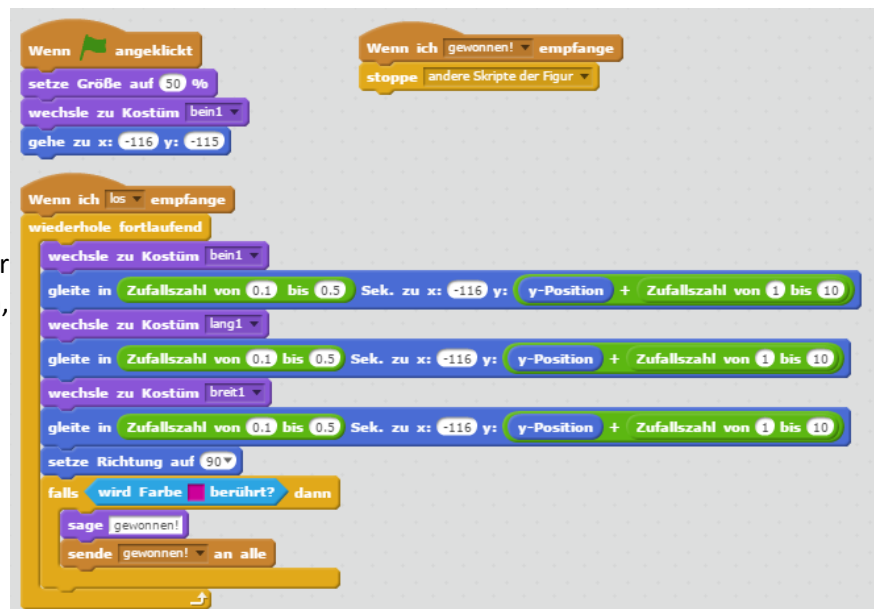 Wenn angeklickt
setze Größe auf 50 %
wechsle zu Kostüm bein1
gehe zu x: -116 y: -115
Wenn ich gewonnen! empfange
stoppe andere Skripte der Figur
Wenn ich los empfange
wiederhole fortlaufend
wechsle zu Kostüm bein1
r
gleite in Zufallszahl von 0.1 bis 0.5 Sek. zu x: -116 y: y-Position + Zufallszahl von 1 bis 10
,
wechsle zu Kostüm lang1
gleite in Zufallszahl von 0.1 bis 0.5 Sek. zu x: -116 y: y-Position + Zufallszahl von 1 bis 10
wechsle zu Kostüm breit1
gleite in Zufallszahl von 0.1 bis 0.5 Sek. zu x: -116 y: y-Position + Zufallszahl von 1 bis 10
setze Richtung auf 90
falls wird Farbe berührt? dann
sage gewonnen!
sende gewonnen! an alle